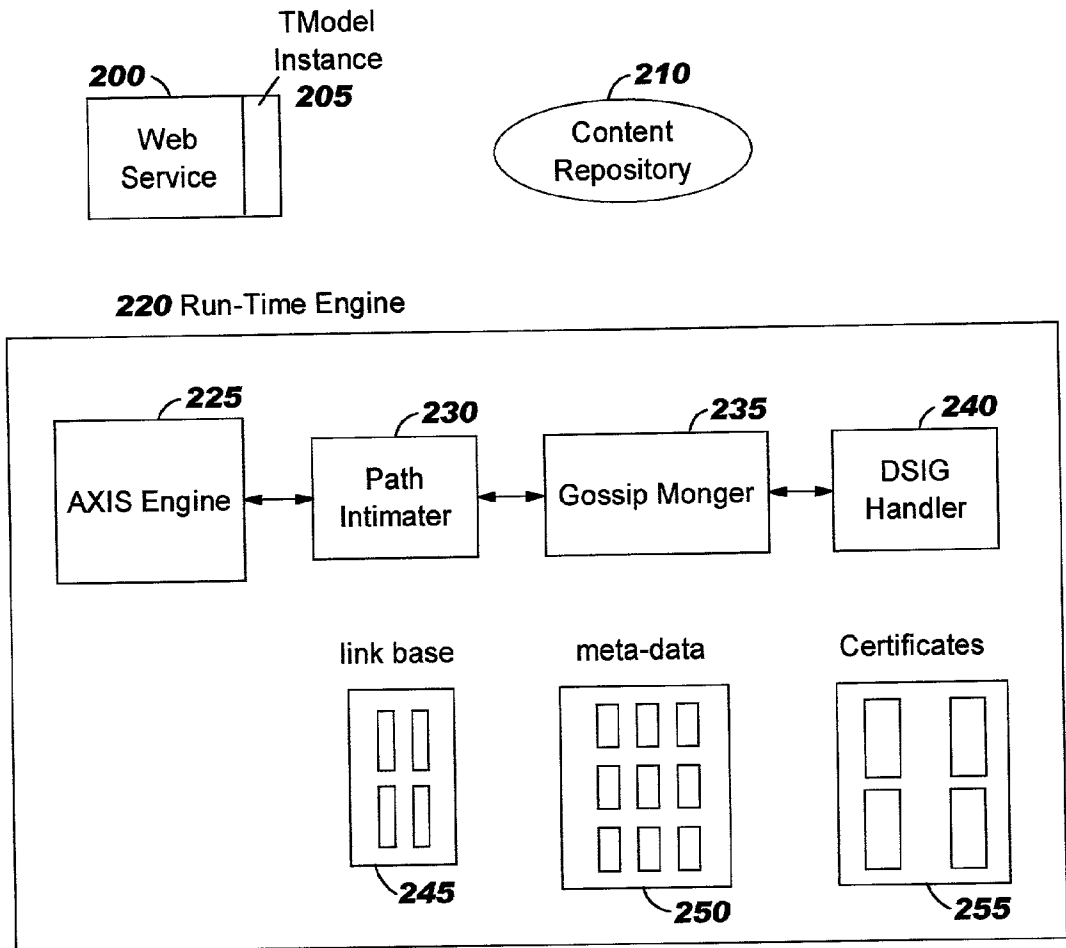 TModel
Instance
200
205
210
Web
Service
Content
Repository
220 Run-Time Engine
225
230
235
240
AXIS Engine
Path
Intimater
Gossip Monger
DSIG
Handler
link base
meta-data
Certificates
245
250
255